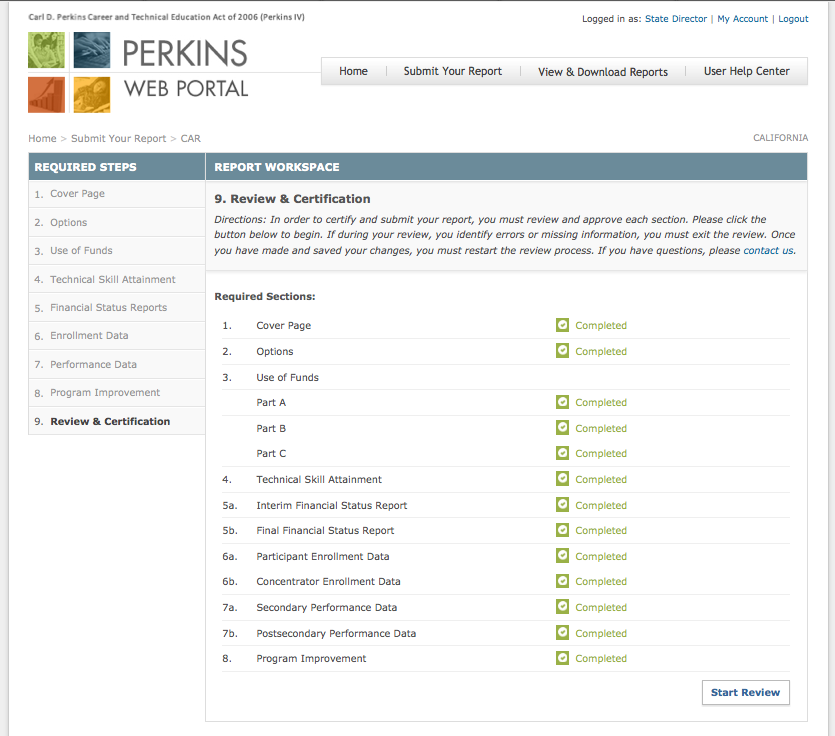 Carl D. Perkins Career and Technical Education Act of 2006 (Perkins IV)
Logged in as: State Director | My Account | Logout
PERKINS
WEB PORTAL
Home | Submit Your Report | View & Download Reports | User Help Center
Home > Submit Your Report > CAR
CALIFORNIA
REQUIRED STEPS
1. Cover Page
2. Options
3. Use of Funds
4. Technical Skill Attainment
5. Financial Status Reports
6. Enrollment Data
7. Performance Data
8. Program Improvement
9. Review & Certification
REPORT WORKSPACE
9. Review & Certification
Directions: In order to certify and submit your report, you must review and approve each section. Please click the
button below to begin. If during your review, you identify errors or missing information, you must exit the review. Once
you have made and saved your changes, you must restart the review process. If you have questions, please contact us.
Required Sections:
1. Cover Page Completed
2. Options Completed
3. Use of Funds
Part A Completed
Part B Completed
Part C Completed
4. Technical Skill Attainment Completed
5a. Interim Financial Status Report Completed
5b. Final Financial Status Report Completed
6a. Participant Enrollment Data Completed
6b. Concentrator Enrollment Data Completed
7a. Secondary Performance Data Completed
7b. Postsecondary Performance Data Completed
8. Program Improvement Completed
Start Review